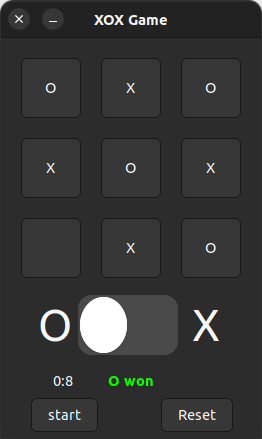 XOX Game
O X O
X O X
X O
O X
0:8 O won
start Reset